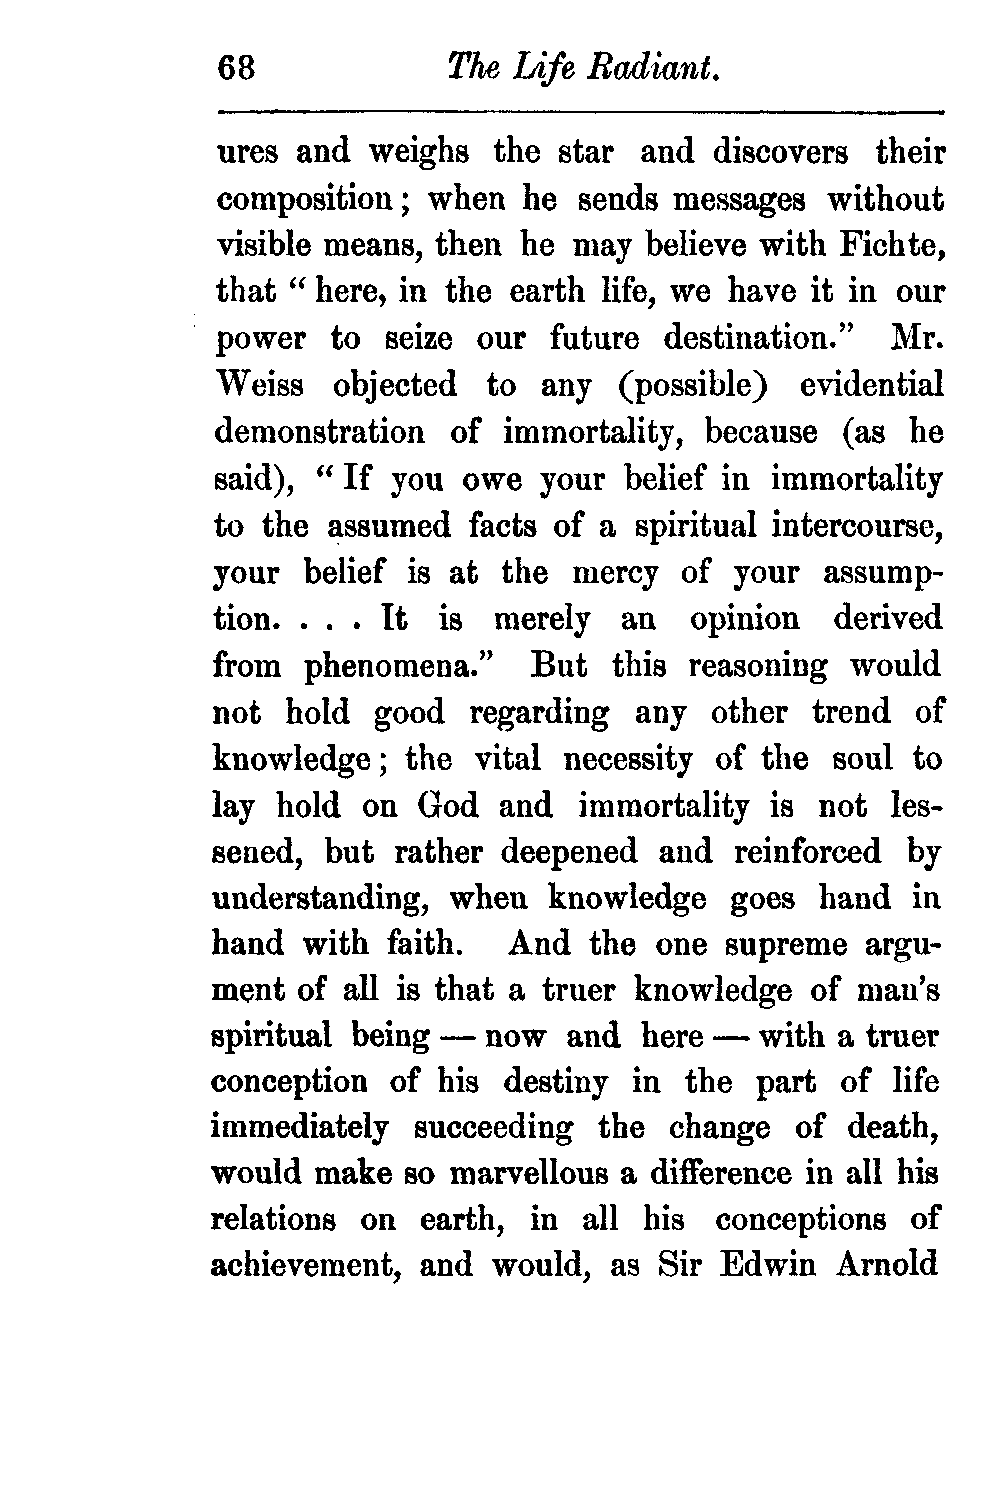 68 The Life Radiant.
ures and weighs the star and discovers their
composition; when he sends messages without
visible means, then he may believe with Fichte,
that “here, in the earth life, we have it in our
power to seize our future destination.” Mr.
Weiss objected to any (possible) evidential
demonstration of immortality, because (as he
said), “If you owe your belief in immortality
to the assumed facts of a spiritual intercourse,
your belief is at the mercy of your assump-
tion. . . . It is merely an opinion derived
from phenomena.” But this reasoning would
not hold good regarding any other trend of
knowledge; the vital necessity of the soul to
lay hold on God and immortality is not les-
sened, but rather deepened and reinforced by
understanding, when knowledge goes hand in
hand with faith. And the one supreme argu-
ment of all is that a truer knowledge of man’s
spiritual being — now and here — with a truer
conception of his destiny in the part of life
immediately succeeding the change of death,
would make so marvellous a difference in all his
relations on earth, in all his conceptions of
achievement, and would, as Sir Edwin Arnold